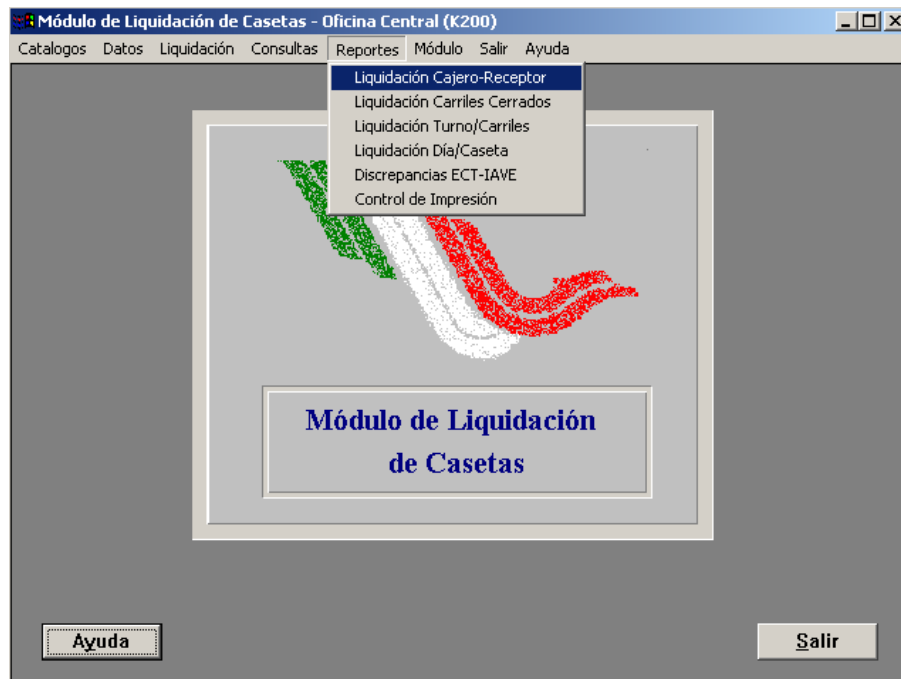 Módulo de Liquidación de Casetas - Oficina Central (K200)
Catalogos Datos Liquidación Consultas Reportes Módulo Salir Ayuda
Liquidación Cajero-Receptor
Liquidación Carriles Cerrados
Liquidación Turno/Carriles
Liquidación Día/Caseta
Discrepancias ECT-IAVE
Control de Impresión
Módulo de Liquidación
de Casetas
Ayuda
Salir